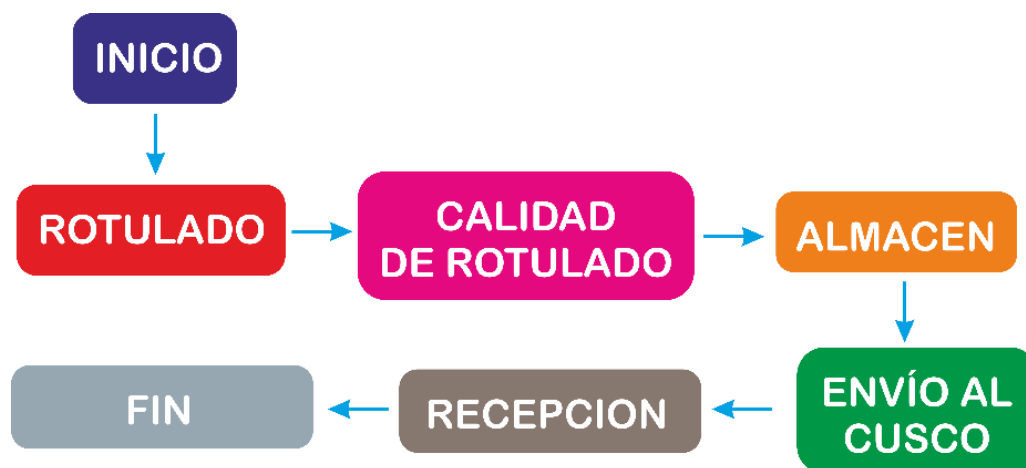 INICIO
ROTULADO
CALIDAD
DE ROTULADO
ALMACEN
ENVÍO AL
CUSCO
RECEPCION
FIN